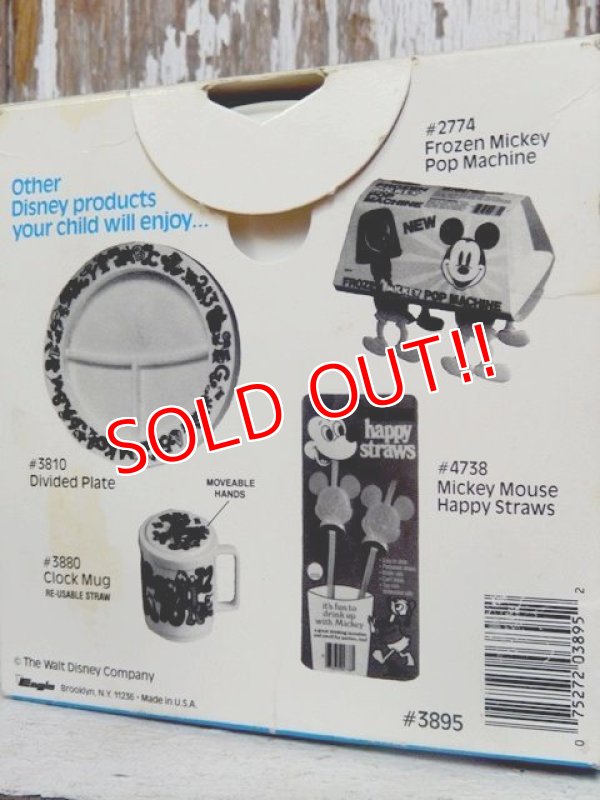 Other
Disney products
your child will enjoy...
#2774
Frozen Mickey
Pop Machine
NEW
FROZEN MICKEY POP MACHINE
SOLD OUT!!
#3810
Divided Plate
MOVEABLE
HANDS
#3880
Clock Mug
RE-USABLE STRAW
happy
straws
it's fun to
drink up
with Mickey
#4738
Mickey Mouse
Happy Straws
© The Walt Disney Company
Eagle Brooklyn, N.Y. 11236 - Made in U.S.A.
#3895
0 75272 03895 2